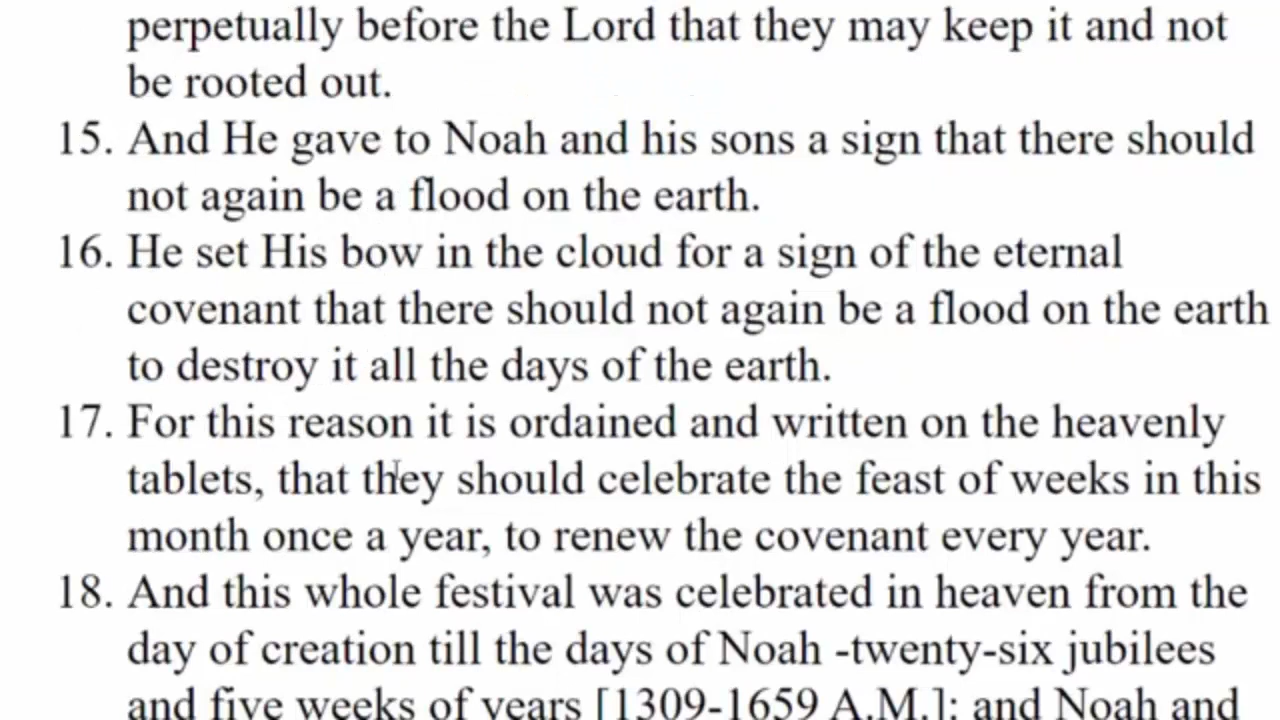 perpetually before the Lord that they may keep it and not
be rooted out.
15. And He gave to Noah and his sons a sign that there should
not again be a flood on the earth.
16. He set His bow in the cloud for a sign of the eternal
covenant that there should not again be a flood on the earth
to destroy it all the days of the earth.
17. For this reason it is ordained and written on the heavenly
tablets, that they should celebrate the feast of weeks in this
month once a year, to renew the covenant every year.
18. And this whole festival was celebrated in heaven from the
day of creation till the days of Noah -twenty-six jubilees
and five weeks of years [1309-1659 A.M.]: and Noah and